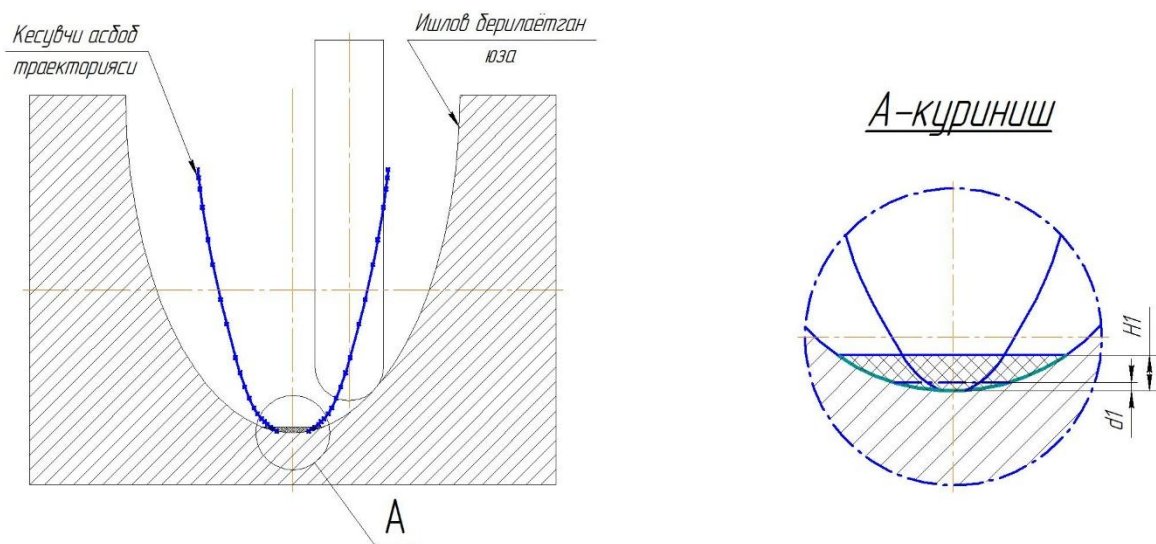 Кесувчи асбоб
траекторияси
Ишлов берилаётган
юза
А
А-куриниш
H1
d1